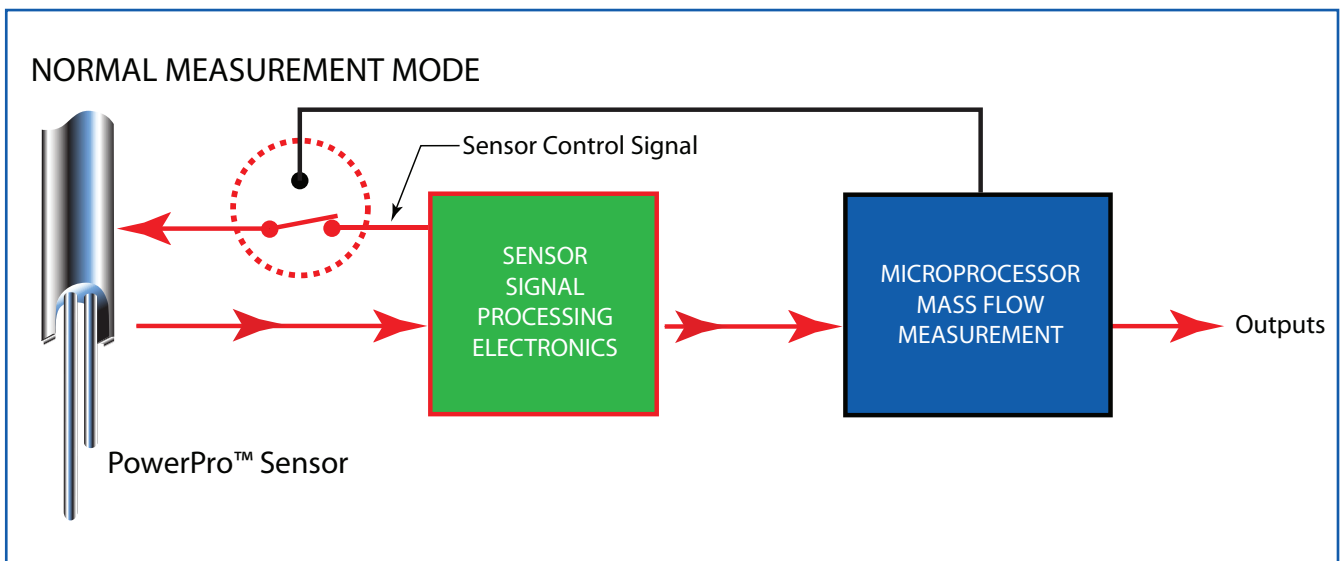 NORMAL MEASUREMENT MODE
Sensor Control Signal
SENSOR
SIGNAL
PROCESSING
ELECTRONICS
MICROPROCESSOR
MASS FLOW
MEASUREMENT
Outputs
PowerPro™ Sensor